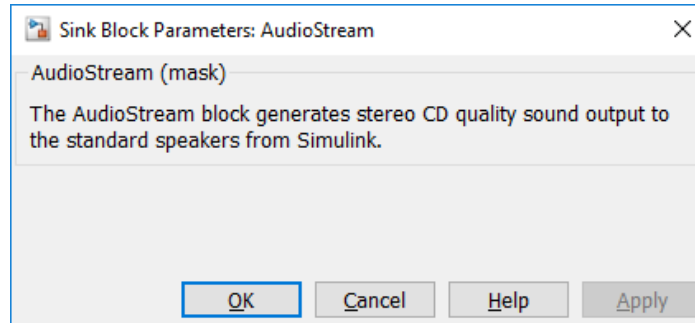 Sink Block Parameters: AudioStream
AudioStream (mask)
The AudioStream block generates stereo CD quality sound output to
the standard speakers from Simulink.
OK Cancel Help Apply